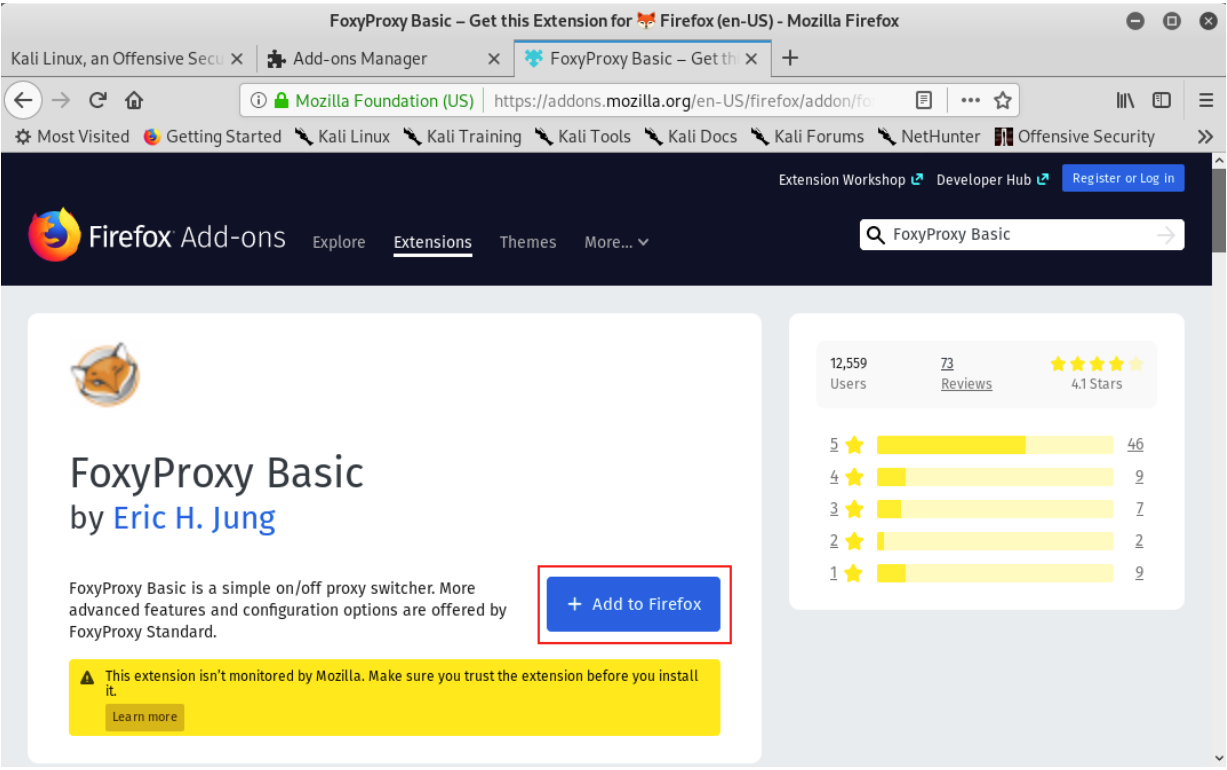 FoxyProxy Basic – Get this Extension for 🦊 Firefox (en-US) - Mozilla Firefox
Kali Linux, an Offensive Secu
Add-ons Manager
FoxyProxy Basic – Get thi
Mozilla Foundation (US) https://addons.mozilla.org/en-US/firefox/addon/fo
Most Visited Getting Started Kali Linux Kali Training Kali Tools Kali Docs Kali Forums NetHunter Offensive Security
Extension Workshop Developer Hub Register or Log in
Firefox Add-ons Explore Extensions Themes More...
FoxyProxy Basic
FoxyProxy Basic
by Eric H. Jung
FoxyProxy Basic is a simple on/off proxy switcher. More
advanced features and configuration options are offered by
FoxyProxy Standard.
+ Add to Firefox
This extension isn't monitored by Mozilla. Make sure you trust the extension before you install
it.
Learn more
12,559 73
Users Reviews 4.1 Stars
5 46
4 9
3 7
2 2
1 9